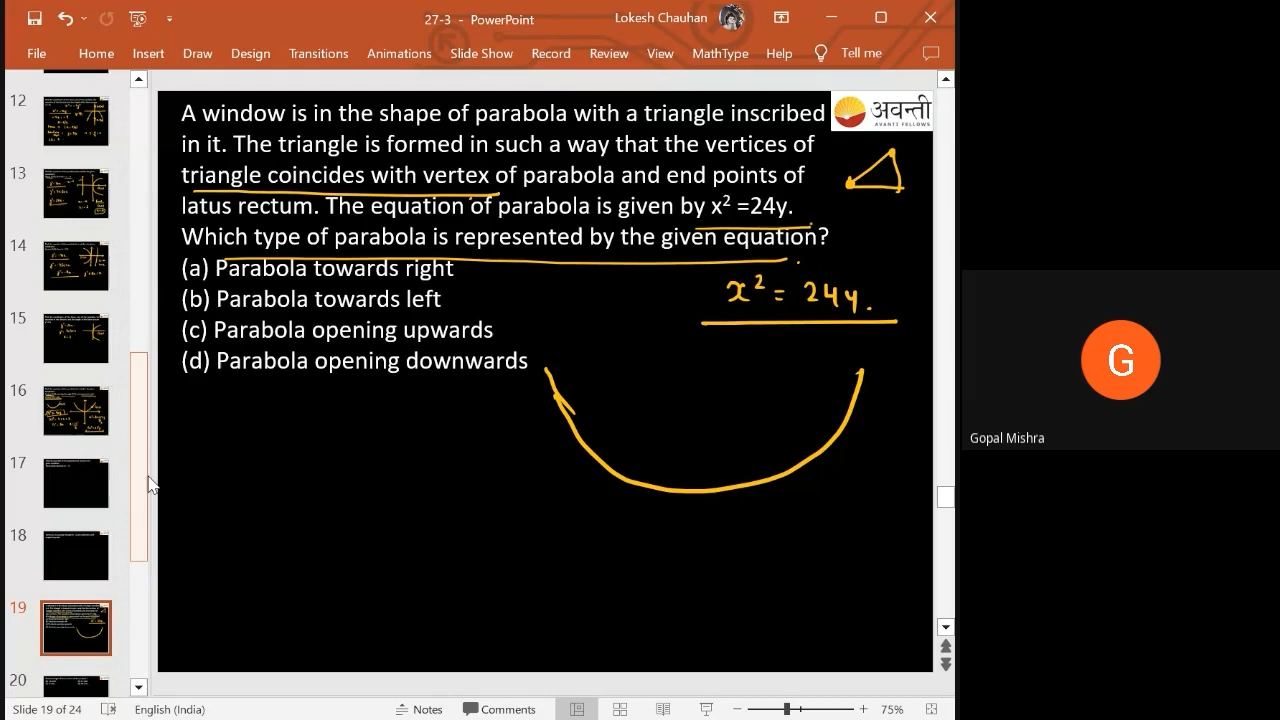 27-3 - PowerPoint
Lokesh Chauhan
File Home Insert Draw Design Transitions Animations Slide Show Record Review View MathType Help Tell me
A window is in the shape of parabola with a triangle inscribed
in it. The triangle is formed in such a way that the vertices of
triangle coincides with vertex of parabola and end points of
latus rectum. The equation of parabola is given by x² =24y.
Which type of parabola is represented by the given equation?
(a) Parabola towards right
(b) Parabola towards left
(c) Parabola opening upwards
(d) Parabola opening downwards
अवन्ती
AVANTI FELLOWS
x² = 24y.
12
13
14
15
16
17
18
19
20
G
Gopal Mishra
Slide 19 of 24 English (India) Notes Comments 75%